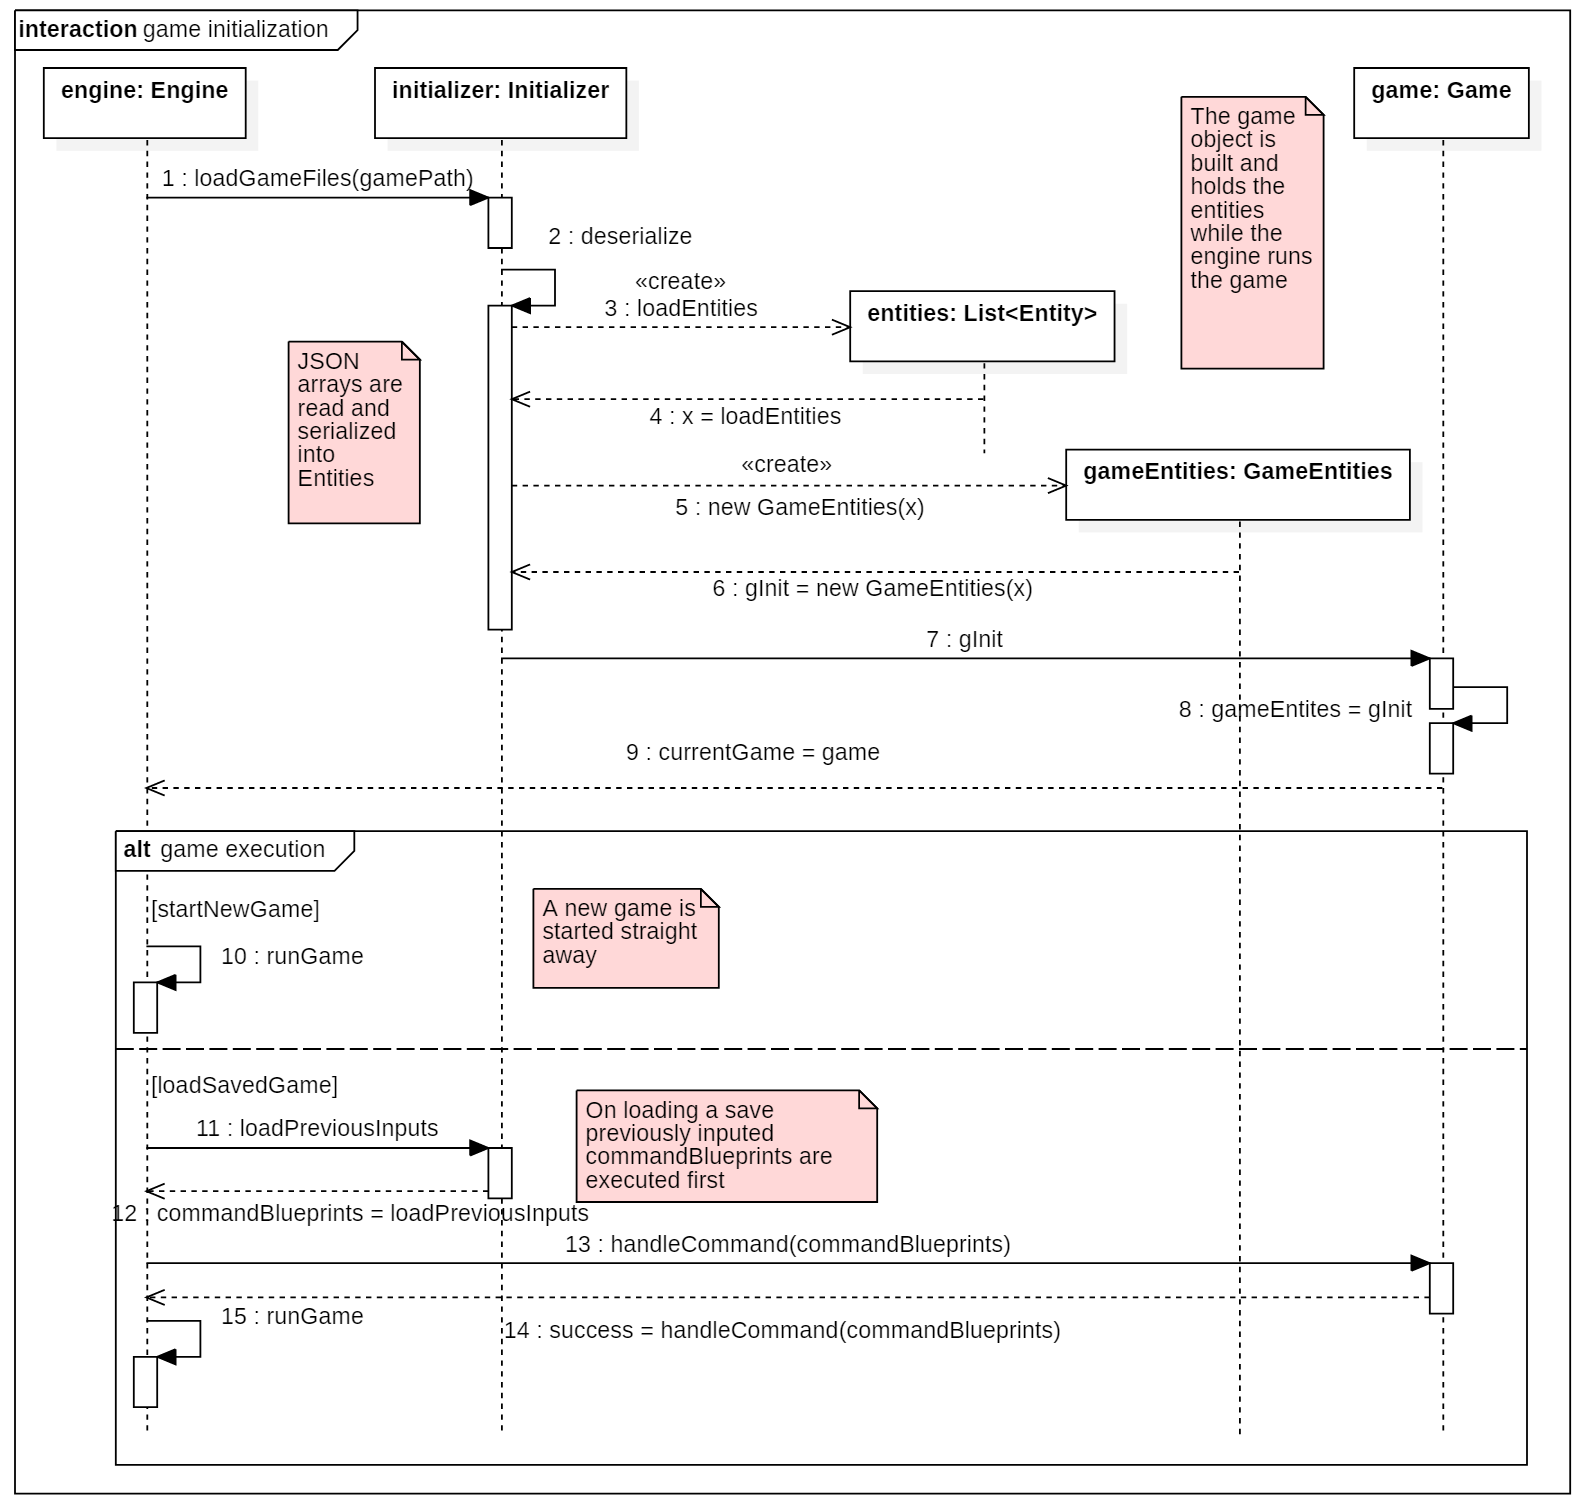 interaction game initialization
engine: Engine
initializer: Initializer
game: Game
The game
object is
built and
holds the
entities
while the
engine runs
the game
1 : loadGameFiles(gamePath)
2 : deserialize
«create»
3 : loadEntities
entities: List<Entity>
JSON
arrays are
read and
serialized
into
Entities
4 : x = loadEntities
«create»
gameEntities: GameEntities
5 : new GameEntities(x)
6 : gInit = new GameEntities(x)
7 : gInit
8 : gameEntites = gInit
9 : currentGame = game
alt game execution
[startNewGame]
A new game is
started straight
away
10 : runGame
[loadSavedGame]
On loading a save
previously inputed
commandBlueprints are
executed first
11 : loadPreviousInputs
12 : commandBlueprints = loadPreviousInputs
13 : handleCommand(commandBlueprints)
15 : runGame
14 : success = handleCommand(commandBlueprints)